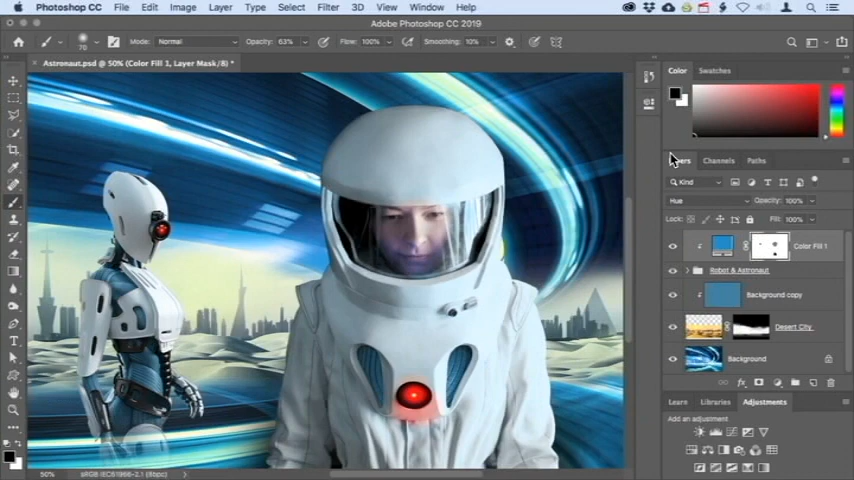 Photoshop CC File Edit Image Layer Type Select Filter 3D View Window Help
Adobe Photoshop CC 2019
70 Mode: Normal Opacity: 63% Flow: 100% Smoothing: 10%
× Astronaut.psd @ 50% (Color Fill 1, Layer Mask/8) *
Color Swatches
Channels Paths
Kind
Hue Opacity: 100%
Lock: Fill: 100%
Color Fill 1
Robot & Astronaut
Background copy
Desert City
Background
fx
Learn Libraries Adjustments
Add an adjustment
50% sRGB IEC61966-2.1 (8bpc)